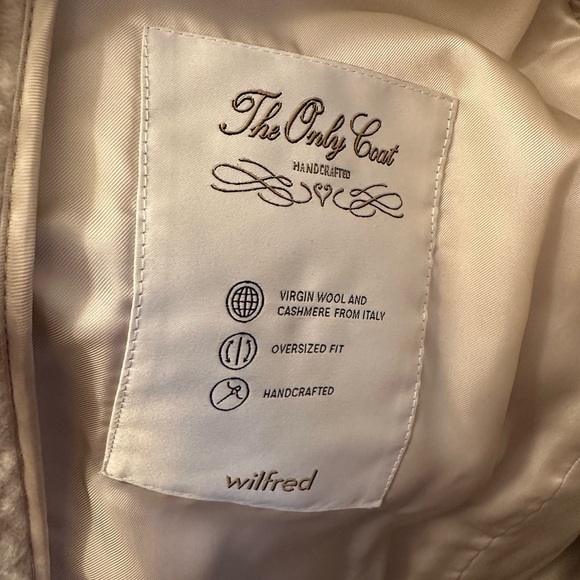 The Only Coat
HANDCRAFTED
VIRGIN WOOL AND
CASHMERE FROM ITALY
OVERSIZED FIT
HANDCRAFTED
wilfred